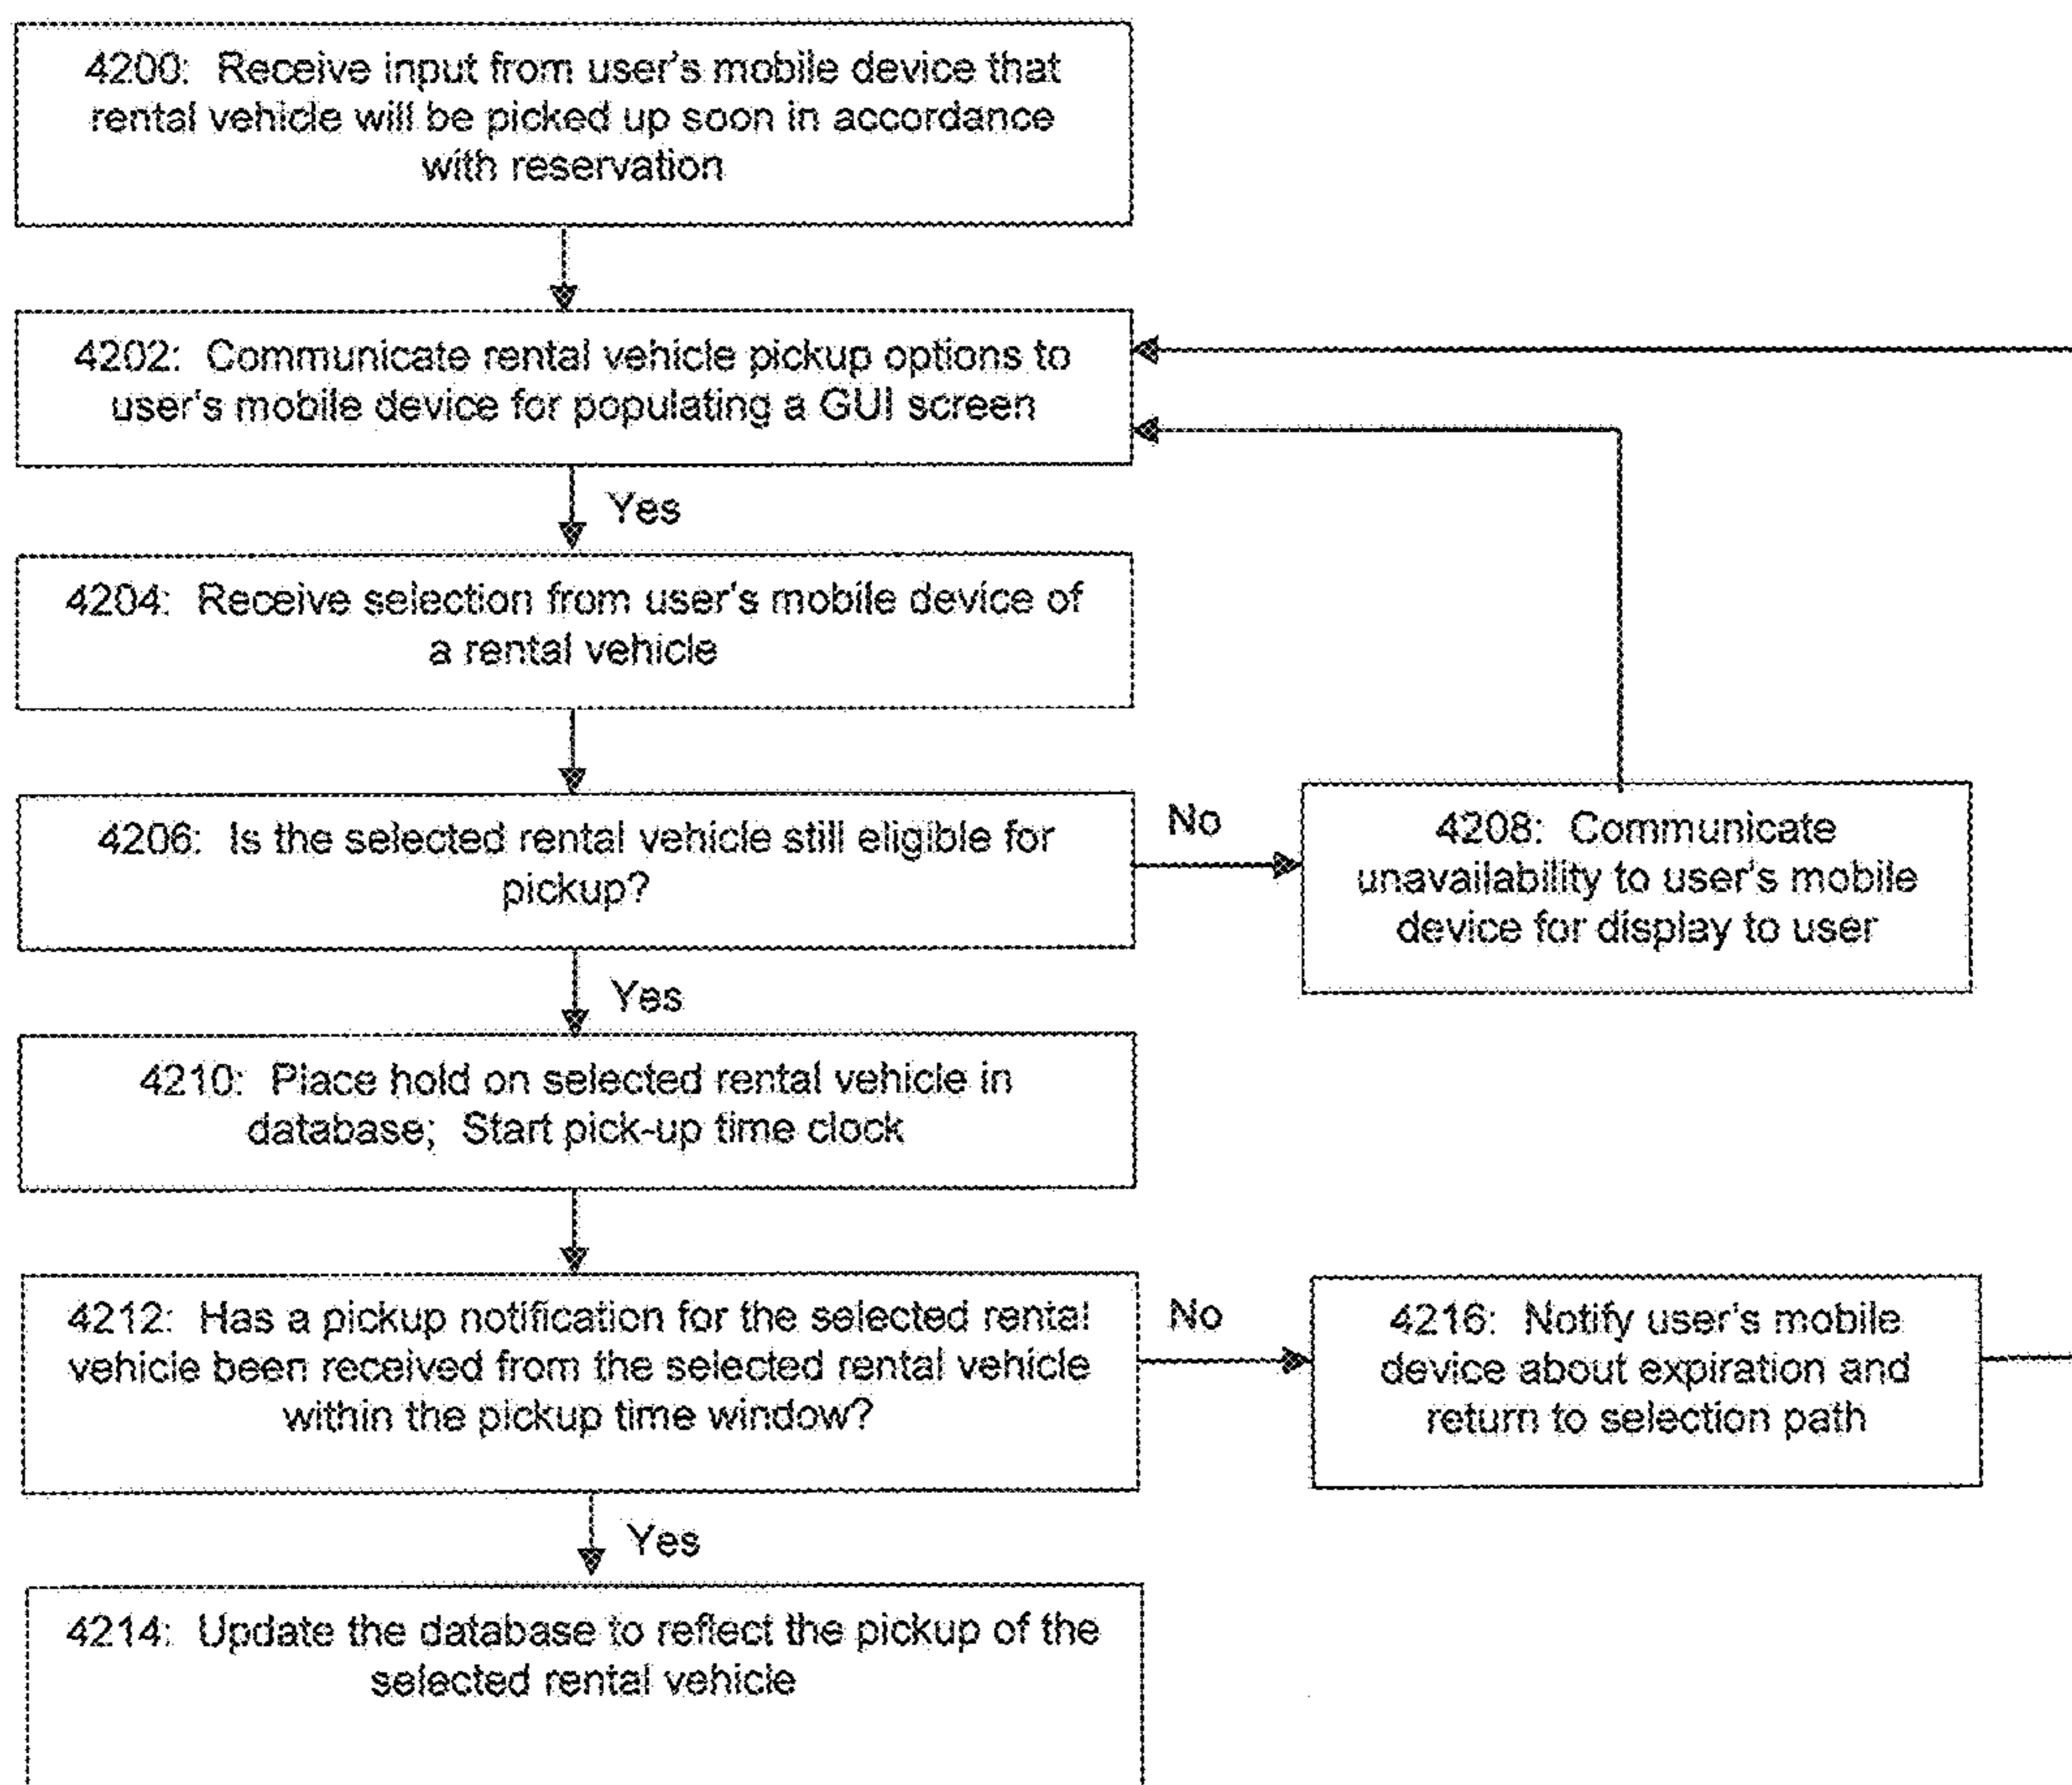 4200: Receive input from user's mobile device that
rental vehicle will be picked up soon in accordance
with reservation
4202: Communicate rental vehicle pickup options to
user's mobile device for populating a GUI screen
Yes
4204: Receive selection from user's mobile device of
a rental vehicle
4206: Is the selected rental vehicle still eligible for
pickup?
No
4208: Communicate
unavailability to user's mobile
device for display to user
Yes
4210: Place hold on selected rental vehicle in
database; Start pick-up time clock
4212: Has a pickup notification for the selected rental
vehicle been received from the selected rental vehicle
within the pickup time window?
No
4216: Notify user's mobile
device about expiration and
return to selection path
Yes
4214: Update the database to reflect the pickup of the
selected rental vehicle